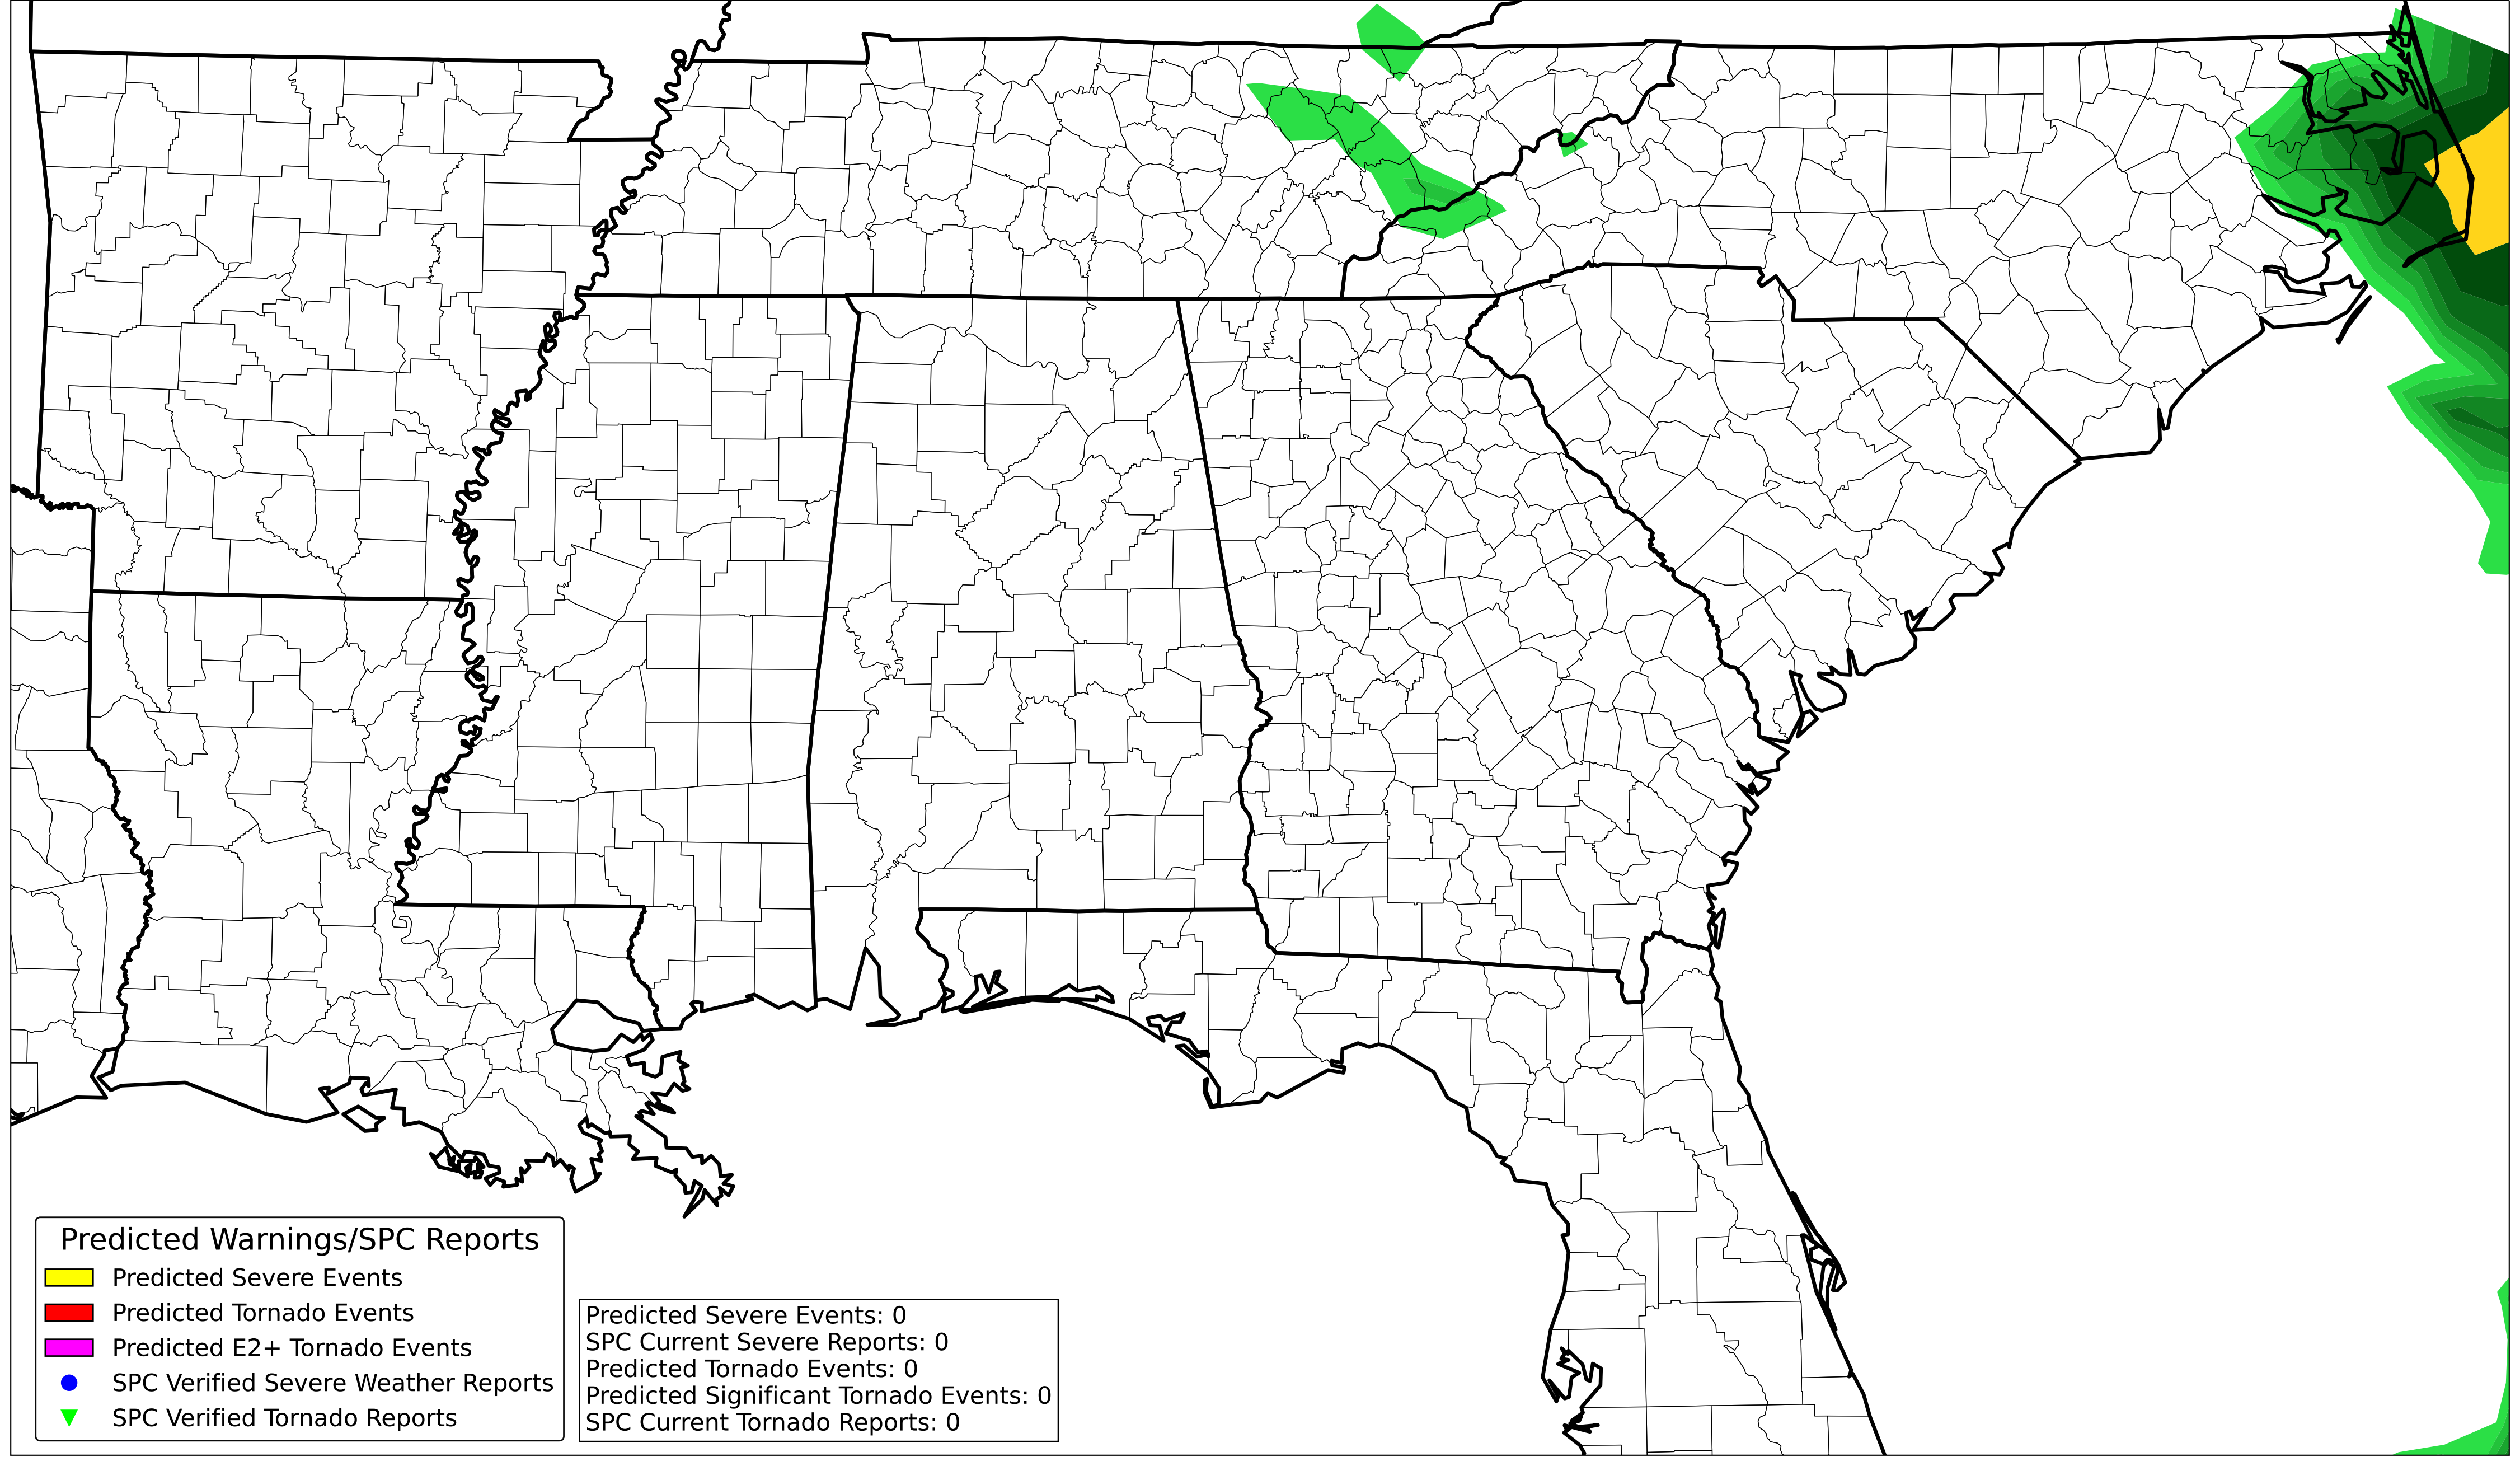 Predicted Warnings/SPC Reports
Predicted Severe Events
Predicted Tornado Events
Predicted E2+ Tornado Events
SPC Verified Severe Weather Reports
SPC Verified Tornado Reports
Predicted Severe Events: 0
SPC Current Severe Reports: 0
Predicted Tornado Events: 0
Predicted Significant Tornado Events: 0
SPC Current Tornado Reports: 0